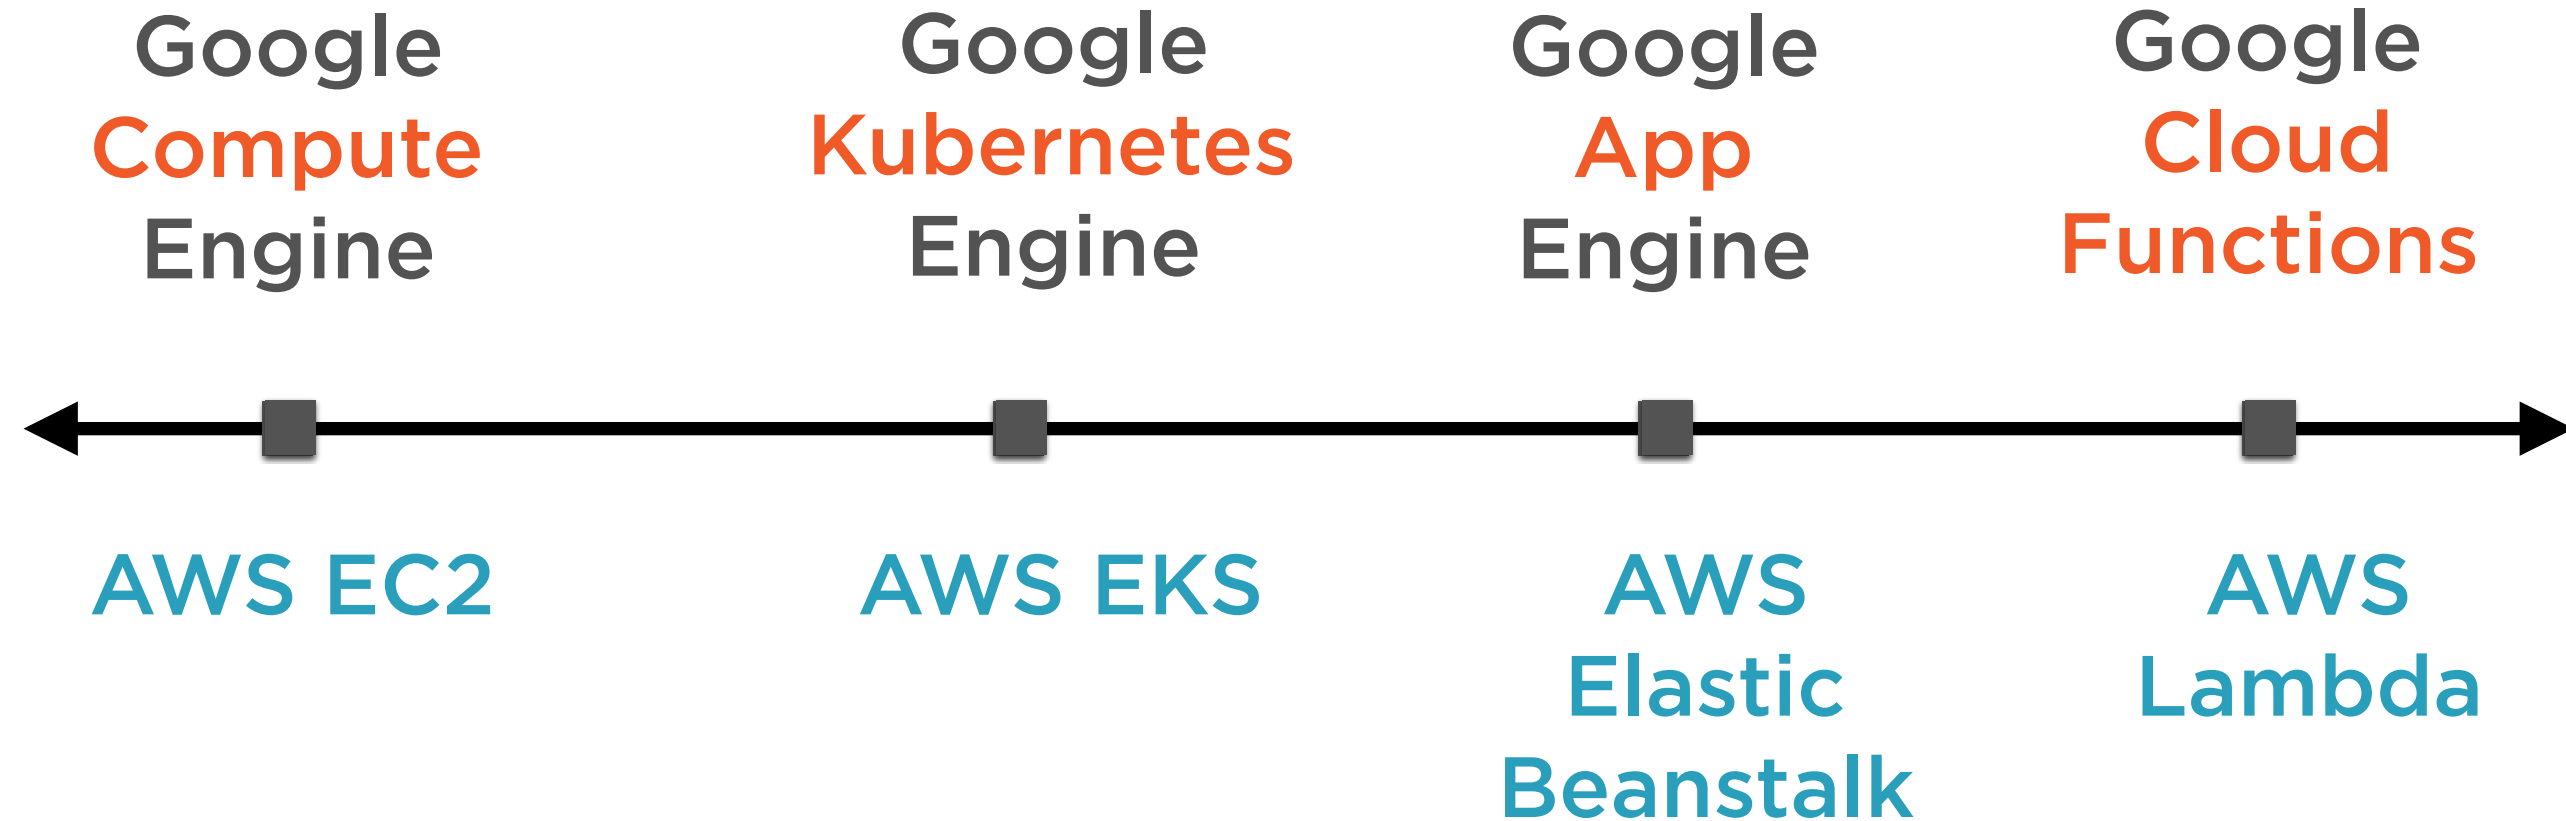 Google
Compute
Engine
Google
Kubernetes
Engine
Google
App
Engine
Google
Cloud
Functions
AWS EC2
AWS EKS
AWS
Elastic
Beanstalk
AWS
Lambda